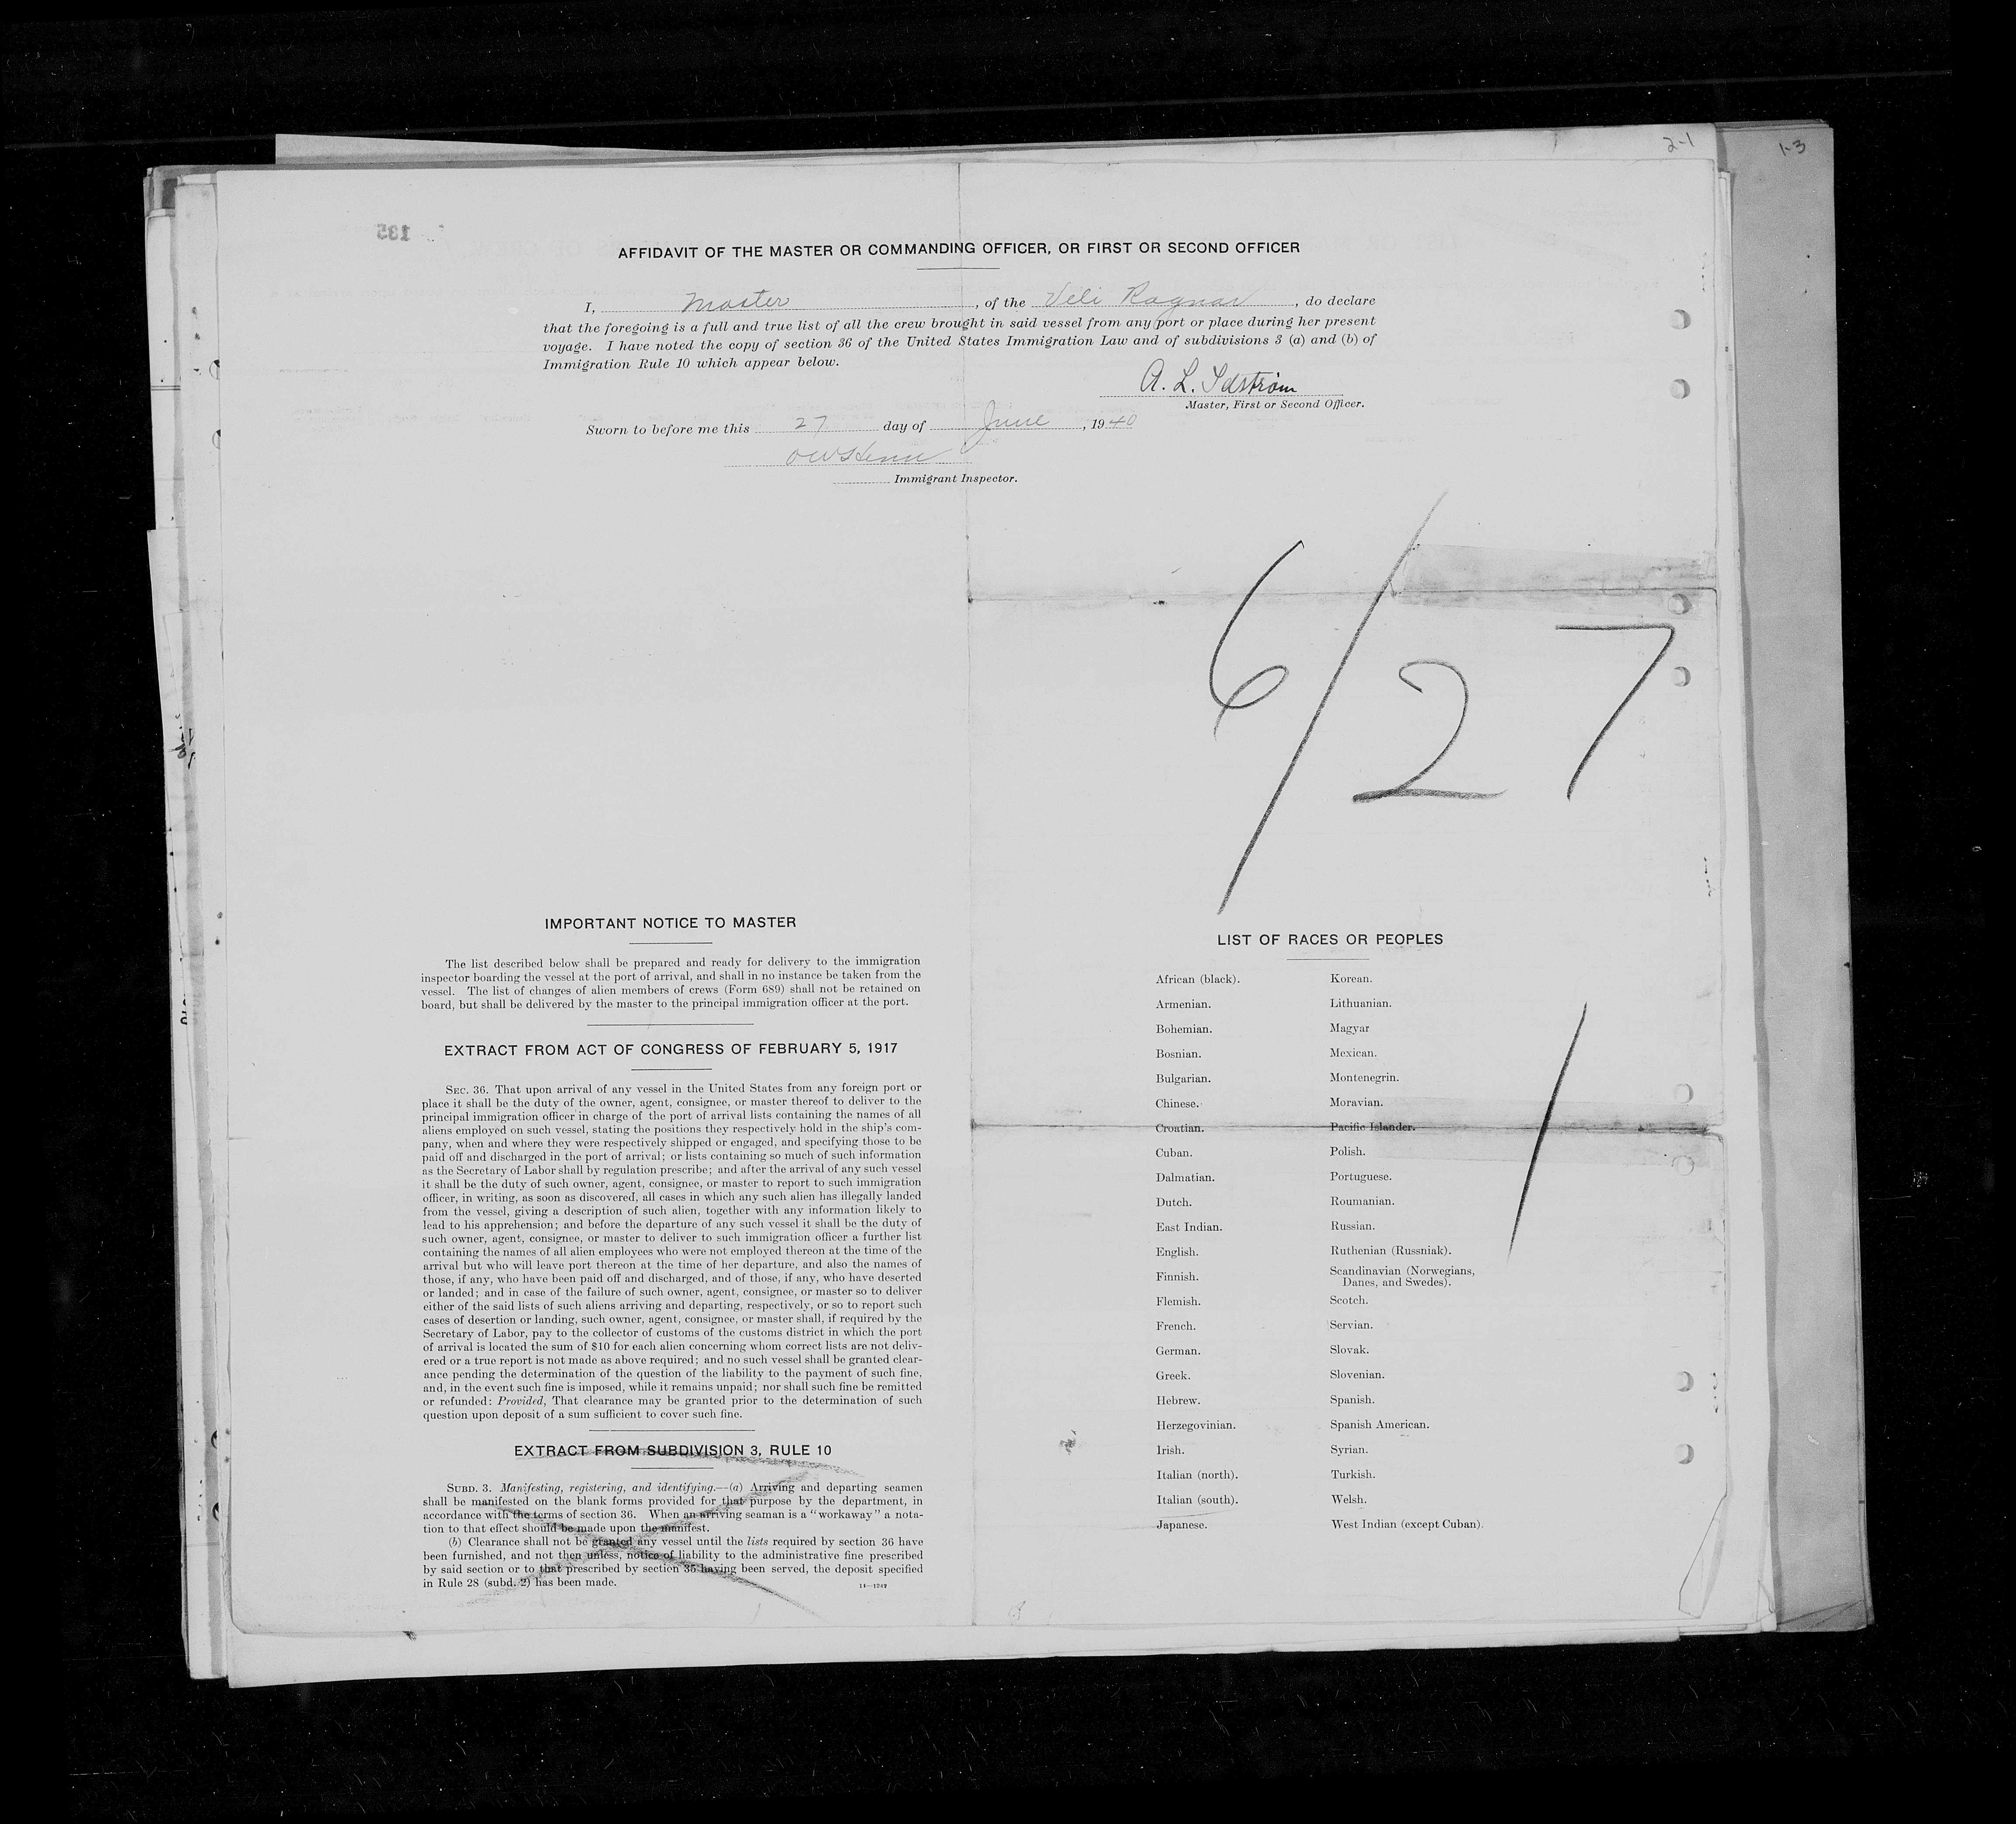 2-1
1-3
135
AFFIDAVIT OF THE MASTER OR COMMANDING OFFICER, OR FIRST OR SECOND OFFICER
I, Master, of the Veli Ragnar, do declare
that the foregoing is a full and true list of all the crew brought in said vessel from any port or place during her present
voyage. I have noted the copy of section 36 of the United States Immigration Law and of subdivisions 3 (a) and (b) of
Immigration Rule 10 which appear below.
A. L. Idström
Master, First or Second Officer.
Sworn to before me this 27 day of June, 1940
Immigrant Inspector.
6/27
IMPORTANT NOTICE TO MASTER
The list described below shall be prepared and ready for delivery to the immigration
inspector boarding the vessel at the port of arrival, and shall in no instance be taken from the
vessel. The list of changes of alien members of crews (Form 689) shall not be retained on
board, but shall be delivered by the master to the principal immigration officer at the port.
EXTRACT FROM ACT OF CONGRESS OF FEBRUARY 5, 1917
SEC. 36. That upon arrival of any vessel in the United States from any foreign port or
place it shall be the duty of the owner, agent, consignee, or master thereof to deliver to the
principal immigration officer in charge of the port of arrival lists containing the names of all
aliens employed on such vessel, stating the positions they respectively hold in the ship's com-
pany, when and where they were respectively shipped or engaged, and specifying those to be
paid off and discharged in the port of arrival; or lists containing so much of such information
as the Secretary of Labor shall by regulation prescribe; and after the arrival of any such vessel
it shall be the duty of such owner, agent, consignee, or master to report to such immigration
officer, in writing, as soon as discovered, all cases in which any such alien has illegally landed
from the vessel, giving a description of such alien, together with any information likely to
lead to his apprehension; and before the departure of any such vessel it shall be the duty of
such owner, agent, consignee, or master to deliver to such immigration officer a further list
containing the names of all alien employees who were not employed thereon at the time of the
arrival but who will leave port thereon at the time of her departure, and also the names of
those, if any, who have been paid off and discharged, and of those, if any, who have deserted
or landed; and in case of the failure of such owner, agent, consignee, or master so to deliver
either of the said lists of such aliens arriving and departing, respectively, or so to report such
cases of desertion or landing, such owner, agent, consignee, or master shall, if required by the
Secretary of Labor, pay to the collector of customs of the customs district in which the port
of arrival is located the sum of $10 for each alien concerning whom correct lists are not deliv-
ered or a true report is not made as above required; and no such vessel shall be granted clear-
ance pending the determination of the question of the liability to the payment of such fine,
and, in the event such fine is imposed, while it remains unpaid; nor shall such fine be remitted
or refunded: Provided, That clearance may be granted prior to the determination of such
question upon deposit of a sum sufficient to cover such fine.
EXTRACT FROM SUBDIVISION 3, RULE 10
SUBD. 3. Manifesting, registering, and identifying.—(a) Arriving and departing seamen
shall be manifested on the blank forms provided for that purpose by the department, in
accordance with the terms of section 36. When an arriving seaman is a "workaway" a nota-
tion to that effect should be made upon the manifest.
(b) Clearance shall not be granted any vessel until the lists required by section 36 have
been furnished, and not then unless, notice of liability to the administrative fine prescribed
by said section or to that prescribed by section 35 having been served, the deposit specified
in Rule 28 (subd. 2) has been made.
14—1242
LIST OF RACES OR PEOPLES
African (black).
Armenian.
Bohemian.
Bosnian.
Bulgarian.
Chinese.
Croatian.
Cuban.
Dalmatian.
Dutch.
East Indian.
English.
Finnish.
Flemish.
French.
German.
Greek.
Hebrew.
Herzegovinian.
Irish.
Italian (north).
Italian (south).
Japanese.
Korean.
Lithuanian.
Magyar
Mexican.
Montenegrin.
Moravian.
Pacific Islander.
Polish.
Portuguese.
Roumanian.
Russian.
Ruthenian (Russniak).
Scandinavian (Norwegians,
Danes, and Swedes).
Scotch.
Servian.
Slovak.
Slovenian.
Spanish.
Spanish American.
Syrian.
Turkish.
Welsh.
West Indian (except Cuban).